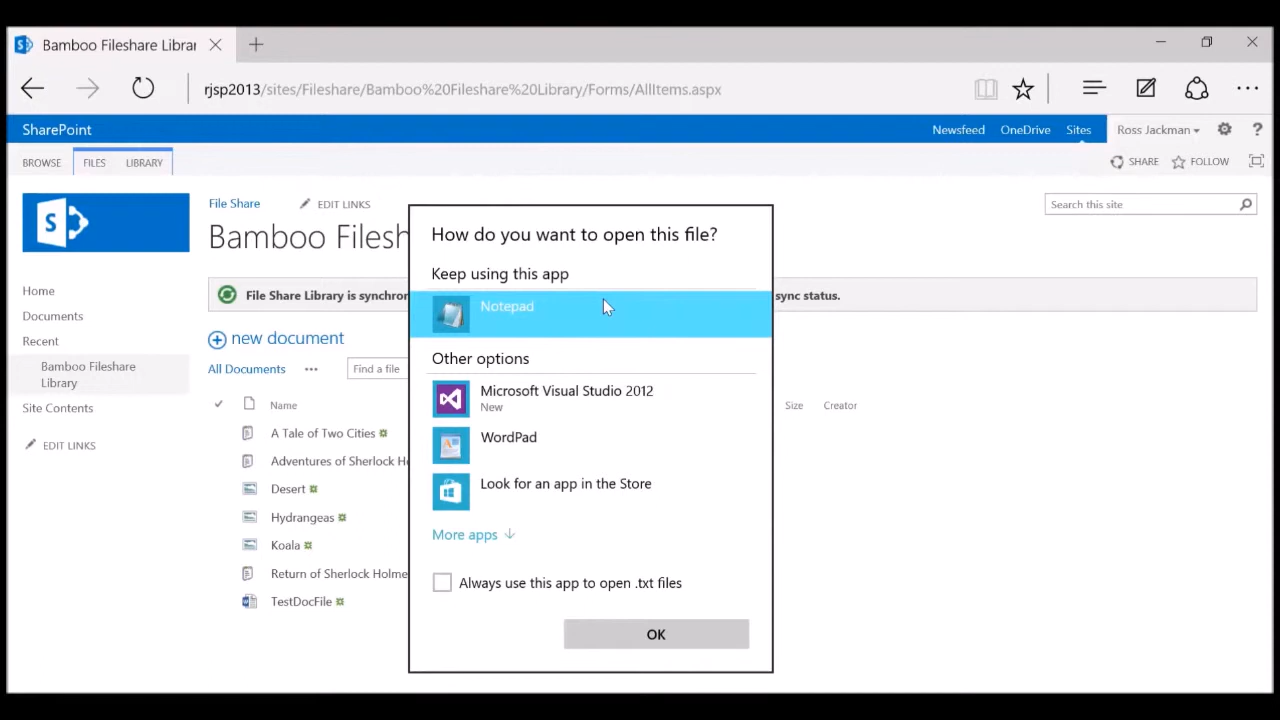 Bamboo Fileshare Librar
rjsp2013/sites/Fileshare/Bamboo%20Fileshare%20Library/Forms/AllItems.aspx
SharePoint
Newsfeed OneDrive Sites Ross Jackman ?
BROWSE FILES LIBRARY
SHARE FOLLOW
S
File Share EDIT LINKS
Search this site
Bamboo Filesh
Home
Documents
Recent
Bamboo Fileshare
Library
Site Contents
EDIT LINKS
File Share Library is synchron
sync status.
new document
All Documents ... Find a file
Name
Size Creator
A Tale of Two Cities
Adventures of Sherlock Ho
Desert
Hydrangeas
Koala
Return of Sherlock Holme
TestDocFile
How do you want to open this file?
Keep using this app
Notepad
Other options
Microsoft Visual Studio 2012
New
WordPad
Look for an app in the Store
More apps
Always use this app to open .txt files
OK